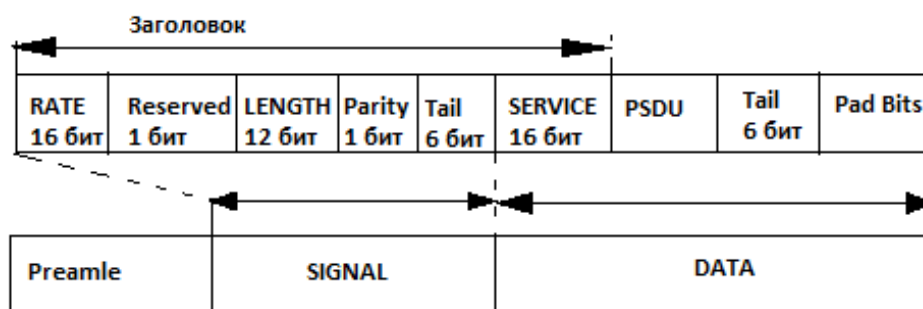 Заголовок
RATE Reserved LENGTH Parity Tail SERVICE PSDU Tail Pad Bits
16 бит 1 бит 12 бит 1 бит 6 бит 16 бит 6 бит
Preamle SIGNAL DATA